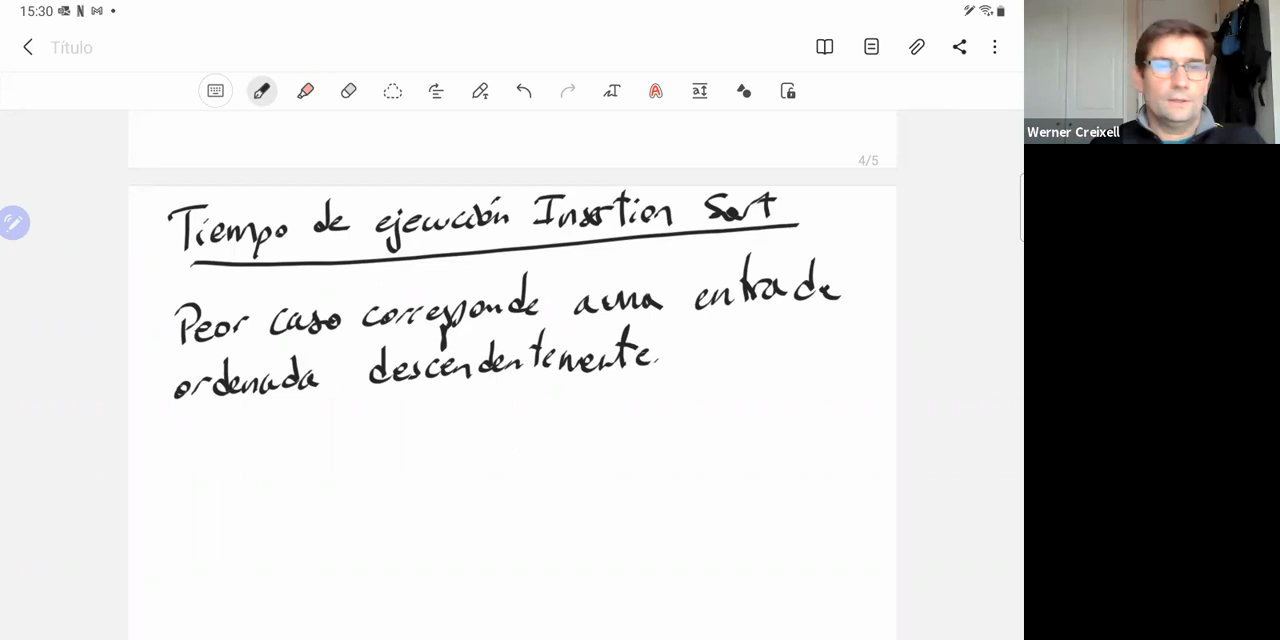 15:30
Título
Werner Creixell
4/5
Tiempo de ejecución Insertion Sort
Peor caso corresponde a una entrada
ordenada descendentemente.